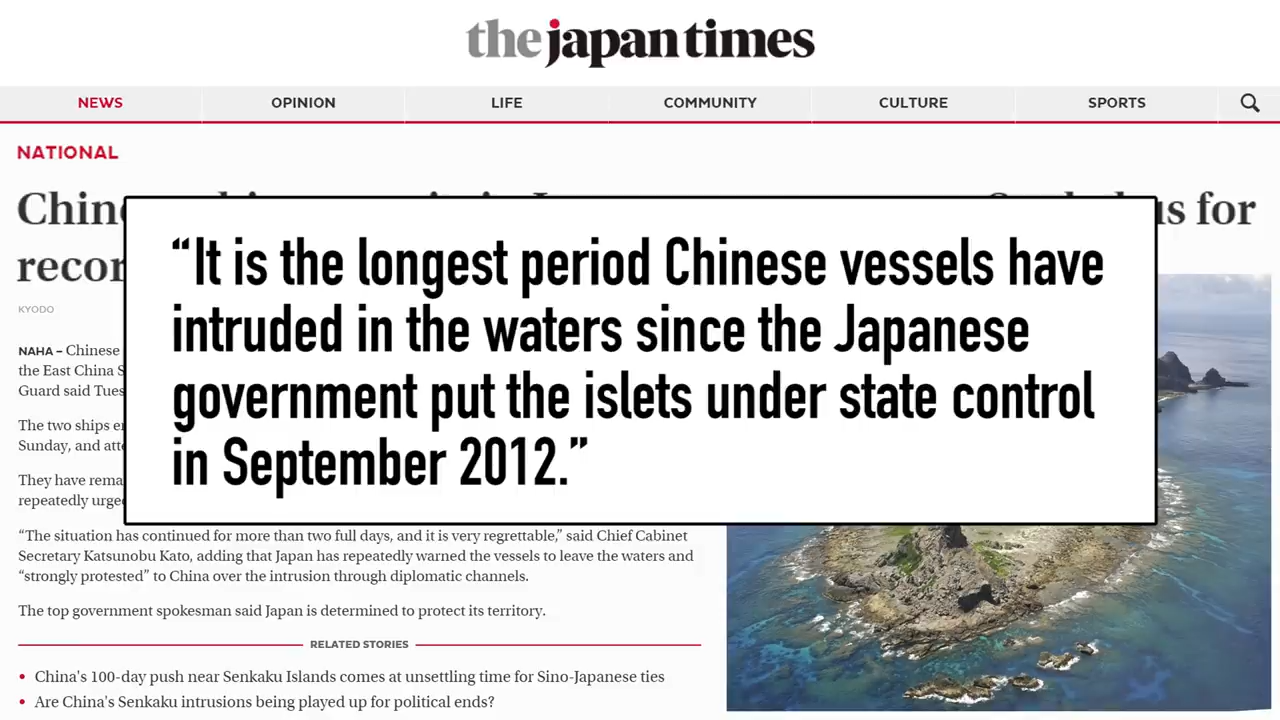 the japan times
NEWS OPINION LIFE COMMUNITY CULTURE SPORTS
NATIONAL
for
“It is the longest period Chinese vessels have
intruded in the waters since the Japanese
government put the islets under state control
in September 2012.”
KYODO
NAHA – Chinese
the East China
Guard said
The two ships
Sunday, and
They have
repeatedly
“The situation has continued for more than two full days, and it is very regrettable,” said Chief Cabinet
Secretary Katsunobu Kato, adding that Japan has repeatedly warned the vessels to leave the waters and
“strongly protested” to China over the intrusion through diplomatic channels.
The top government spokesman said Japan is determined to protect its territory.
RELATED STORIES
• China's 100-day push near Senkaku Islands comes at unsettling time for Sino-Japanese ties
• Are China's Senkaku intrusions being played up for political ends?